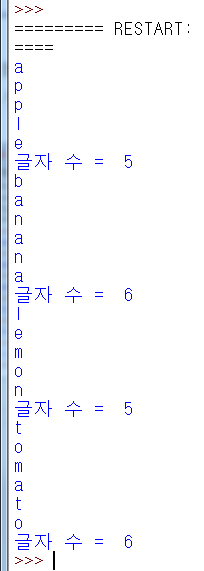 >>>
========= RESTART:
====
a
p
p
l
e
글자 수 =  5
b
a
n
a
n
a
글자 수 =  6
l
e
m
o
n
글자 수 =  5
t
o
m
a
t
o
글자 수 =  6
>>>